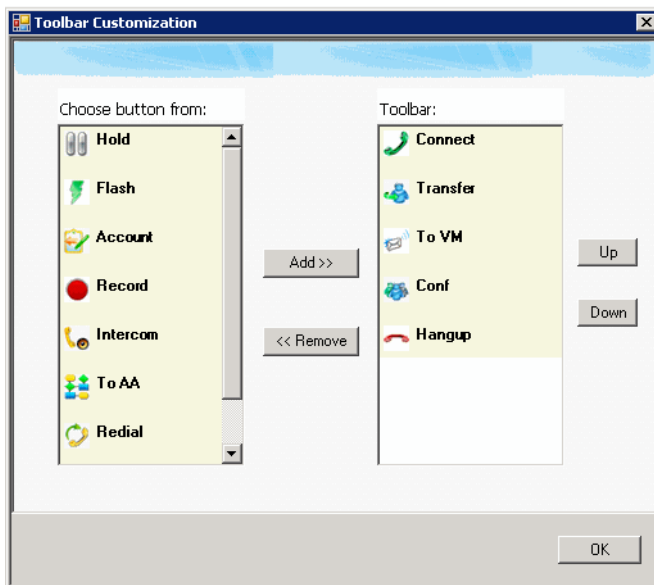 Toolbar Customization
Choose button from:
Hold
Flash
Account
Record
Intercom
To AA
Redial
Add >>
<< Remove
Toolbar:
Connect
Transfer
To VM
Conf
Hangup
Up
Down
OK